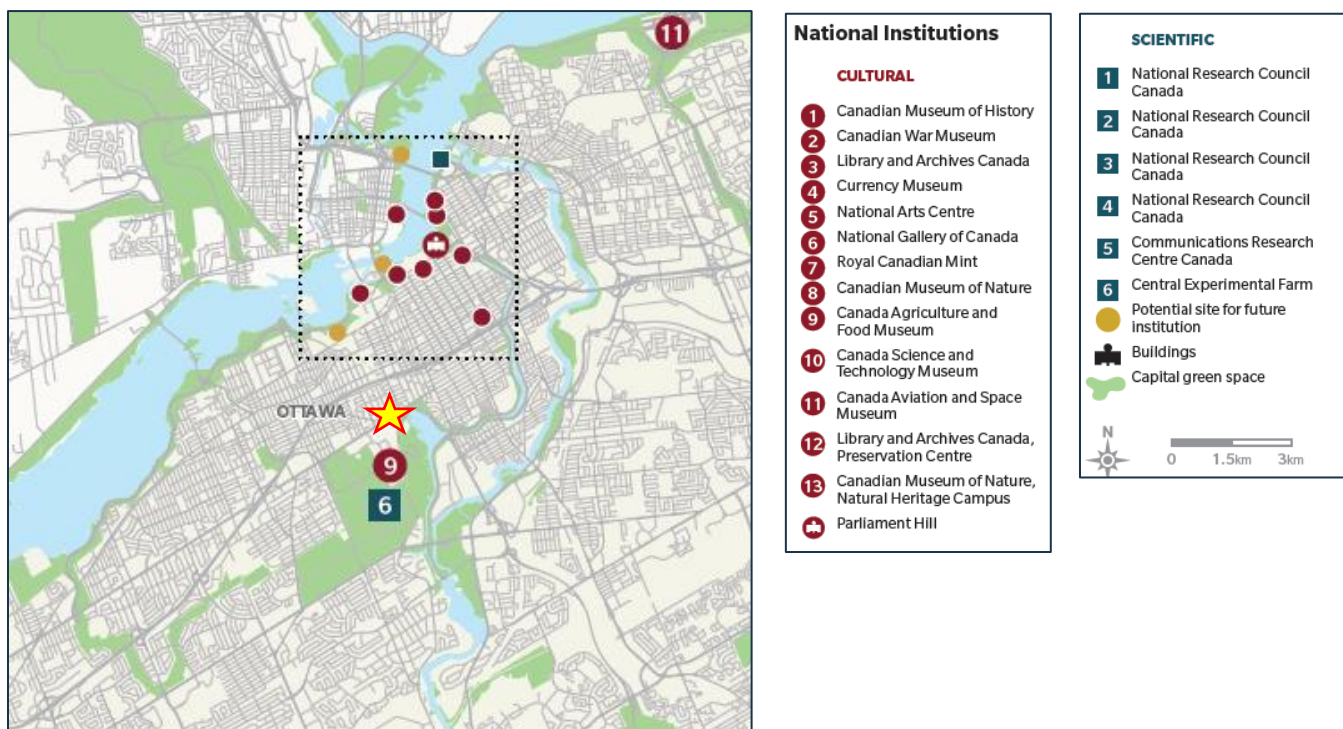 11
OTTAWA
9
6
National Institutions
CULTURAL
1 Canadian Museum of History
2 Canadian War Museum
3 Library and Archives Canada
4 Currency Museum
5 National Arts Centre
6 National Gallery of Canada
7 Royal Canadian Mint
8 Canadian Museum of Nature
9 Canada Agriculture and
Food Museum
10 Canada Science and
Technology Museum
11 Canada Aviation and Space
Museum
12 Library and Archives Canada,
Preservation Centre
13 Canadian Museum of Nature,
Natural Heritage Campus
Parliament Hill
SCIENTIFIC
1 National Research Council
Canada
2 National Research Council
Canada
3 National Research Council
Canada
4 National Research Council
Canada
5 Communications Research
Centre Canada
6 Central Experimental Farm
Potential site for future
institution
Buildings
Capital green space
N
0 1.5km 3km